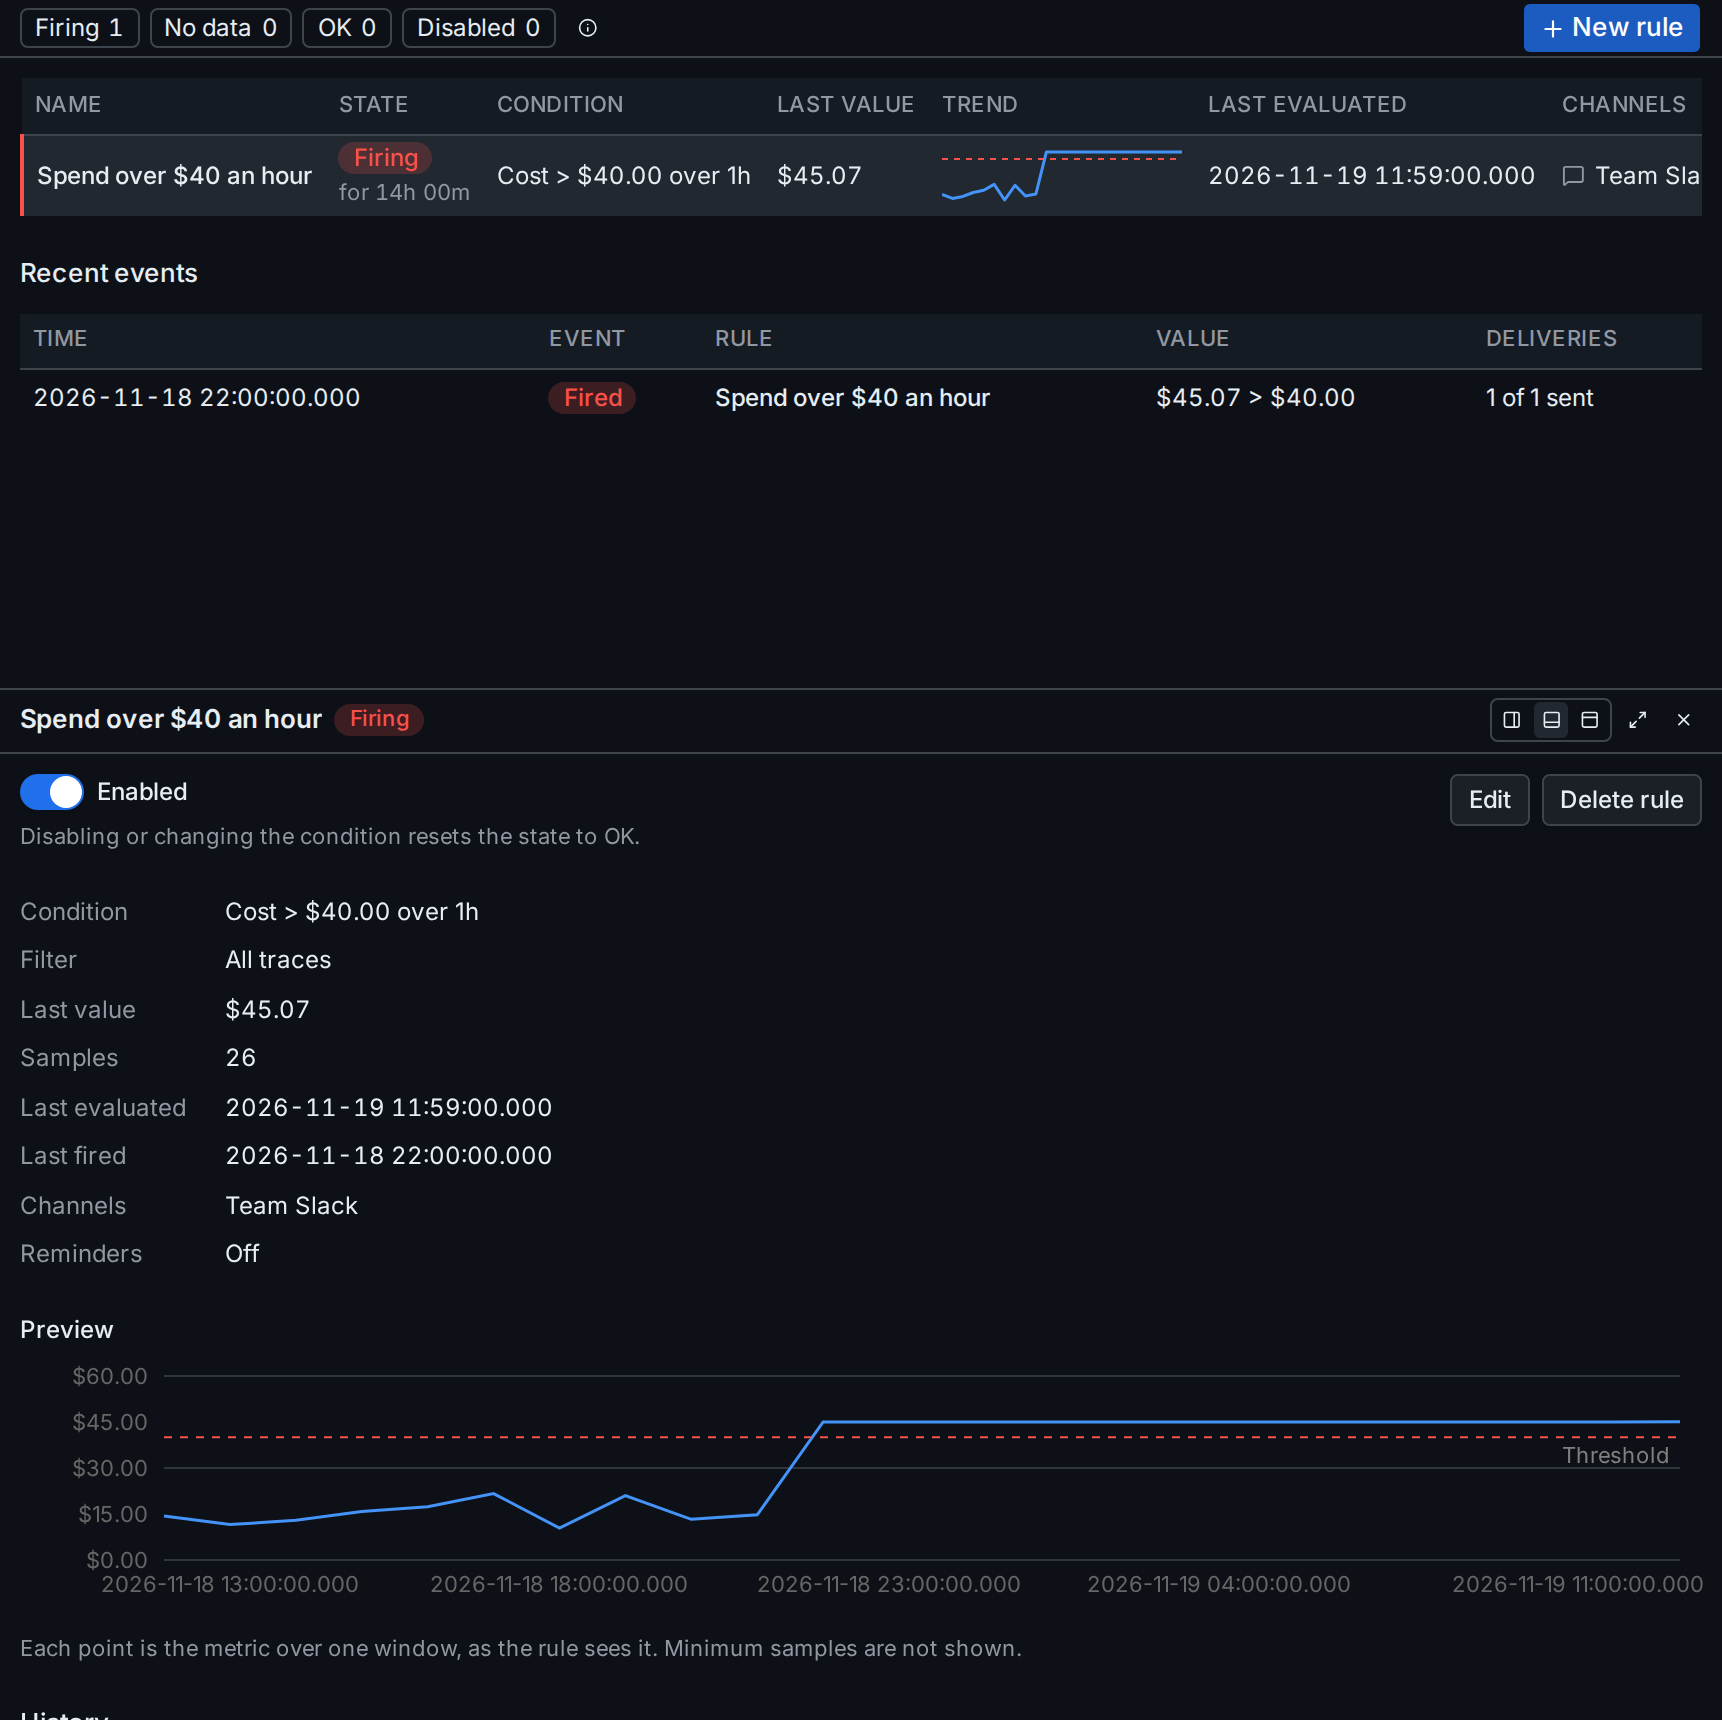 Firing 1 No data 0 OK 0 Disabled 0 + New rule
NAME STATE CONDITION LAST VALUE TREND LAST EVALUATED CHANNELS
Spend over $40 an hour Firing Cost > $40.00 over 1h $45.07 2026-11-19 11:59:00.000 Team Sla
for 14h 00m
Recent events
TIME EVENT RULE VALUE DELIVERIES
2026-11-18 22:00:00.000 Fired Spend over $40 an hour $45.07 > $40.00 1 of 1 sent
Spend over $40 an hour Firing
Enabled Edit Delete rule
Disabling or changing the condition resets the state to OK.
Condition Cost > $40.00 over 1h
Filter All traces
Last value $45.07
Samples 26
Last evaluated 2026-11-19 11:59:00.000
Last fired 2026-11-18 22:00:00.000
Channels Team Slack
Reminders Off
Preview
$60.00
$45.00
Threshold
$30.00
$15.00
$0.00
2026-11-18 13:00:00.000 2026-11-18 18:00:00.000 2026-11-18 23:00:00.000 2026-11-19 04:00:00.000 2026-11-19 11:00:00.000
Each point is the metric over one window, as the rule sees it. Minimum samples are not shown.
History